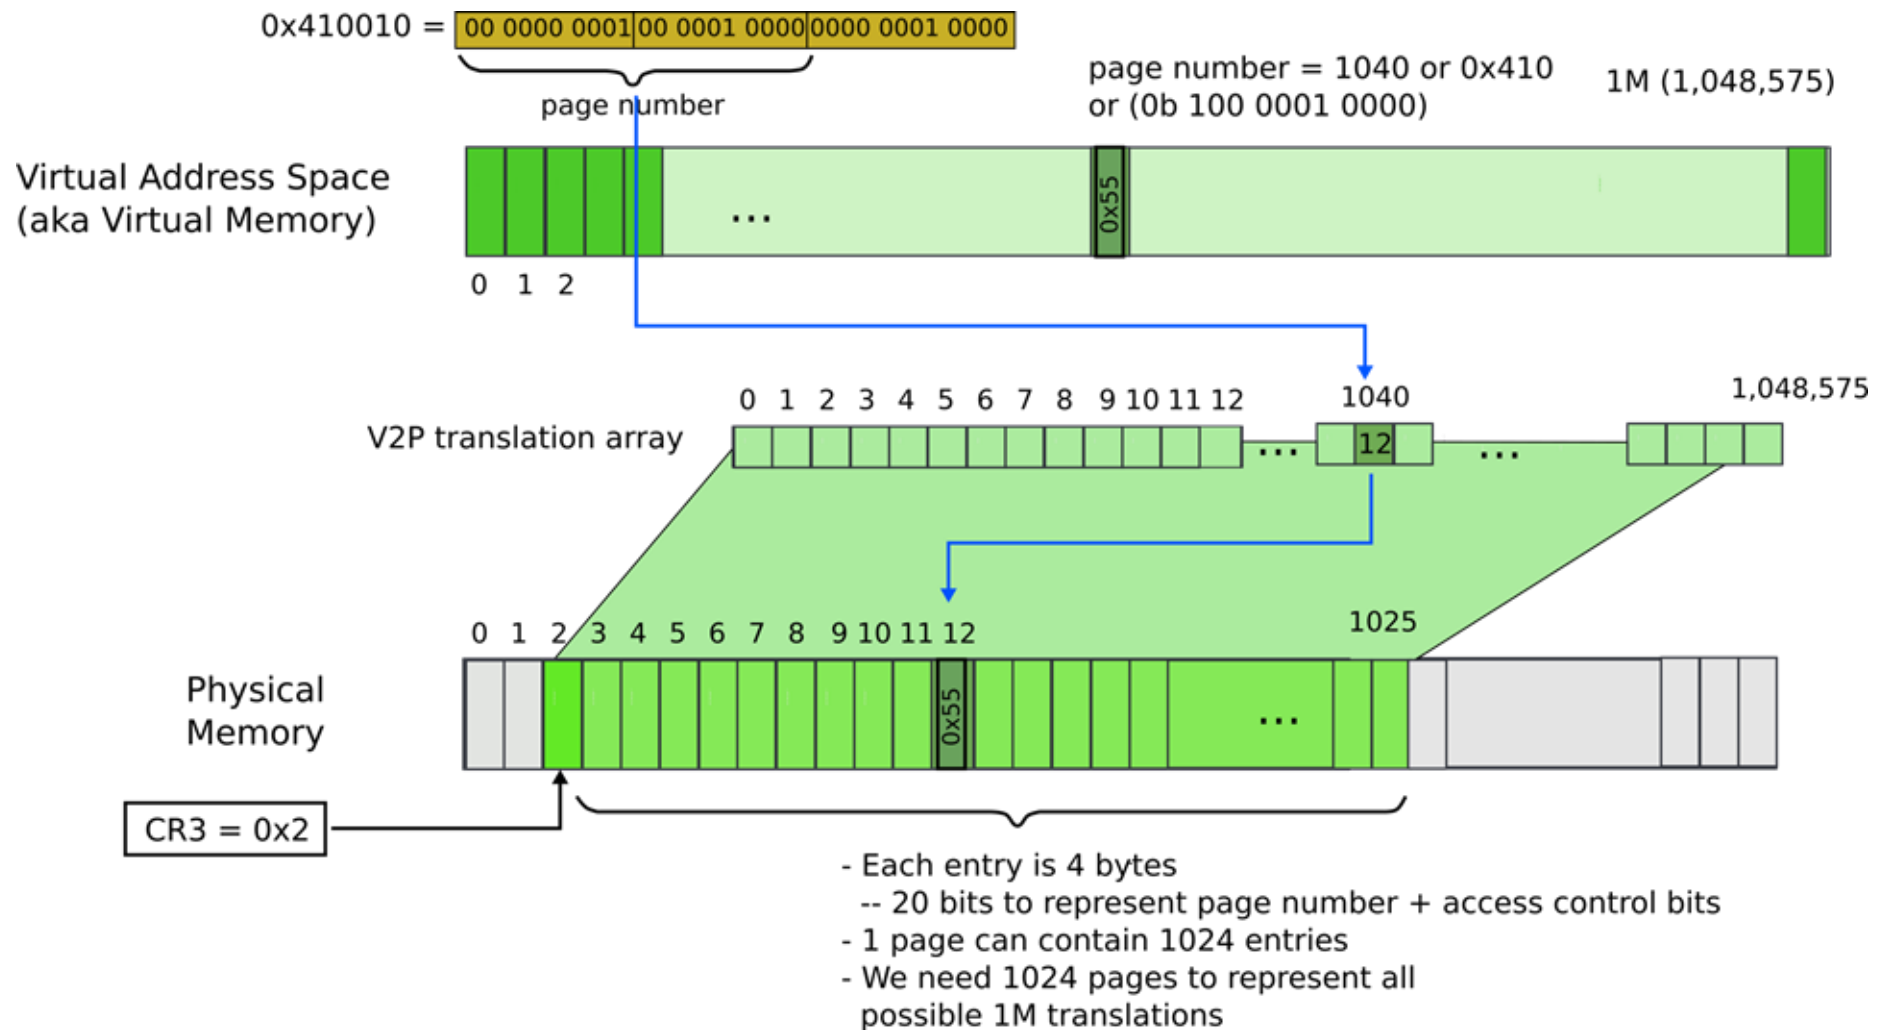 0x410010 = 00 0000 0001 00 0001 0000 0000 0001 0000
page number
page number = 1040 or 0x410
or (0b 100 0001 0000)
1M (1,048,575)
Virtual Address Space
(aka Virtual Memory)
...
0x55
0 1 2
0 1 2 3 4 5 6 7 8 9 10 11 12
1040
1,048,575
V2P translation array
...
12
...
0 1 2 3 4 5 6 7 8 9 10 11 12
1025
Physical
Memory
0x55
...
CR3 = 0x2
- Each entry is 4 bytes
-- 20 bits to represent page number + access control bits
- 1 page can contain 1024 entries
- We need 1024 pages to represent all
possible 1M translations